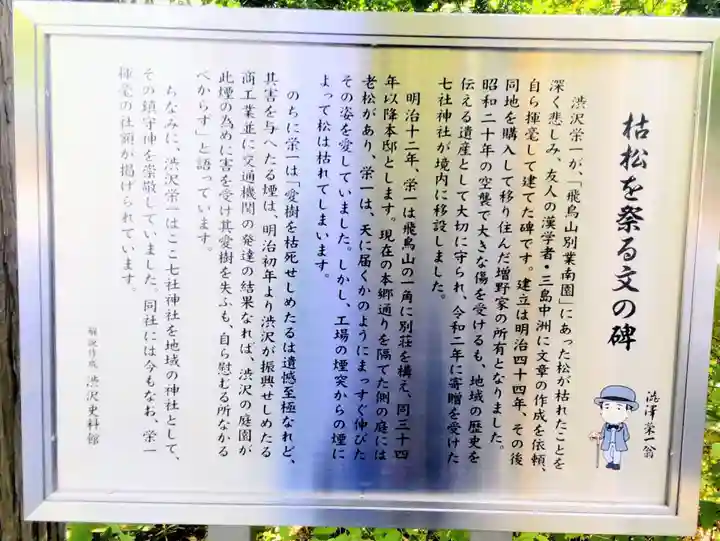 枯松を祭る文の碑
澁澤栄一翁
渋沢栄一が、「飛鳥山別業南園」にあった松が枯れたことを
深く悲しみ、友人の漢学者・三島中洲に文章の作成を依頼、
自ら揮毫して建てた碑です。建立は明治四十四年、その後
同地を購入して移り住んだ増野家の所有となりました。
昭和二十年の空襲で大きな傷を受けるも、地域の歴史を
伝える遺産として大切に守られ、令和二年に寄贈を受けた
七社神社が境内に移設しました。
明治十二年、栄一は飛鳥山の一角に別荘を構え、同三十四
年以降本邸とします。現在の本郷通りを隔てた側の庭には
老松があり、栄一は、天に届くかのようにまっすぐ伸びた
その姿を愛していました。しかし、工場の煙突からの煙に
よって松は枯れてしまいます。
のちに栄一は「愛樹を枯死せしめたるは遺憾至極なれど、
其害を与へたる煙は、明治初年より渋沢が振興せしめたる
商工業並に交通機関の発達の結果なれば、渋沢の庭園が
此煙の為めに害を受け其愛樹を失ふも、自ら慰むる所なかる
べからず」と語っています。
ちなみに、渋沢栄一はここ七社神社を地域の神社として、
その鎮守神を崇敬していました。同社には今もなお、栄一
揮毫の社額が掲げられています。
解説作成 渋沢史料館